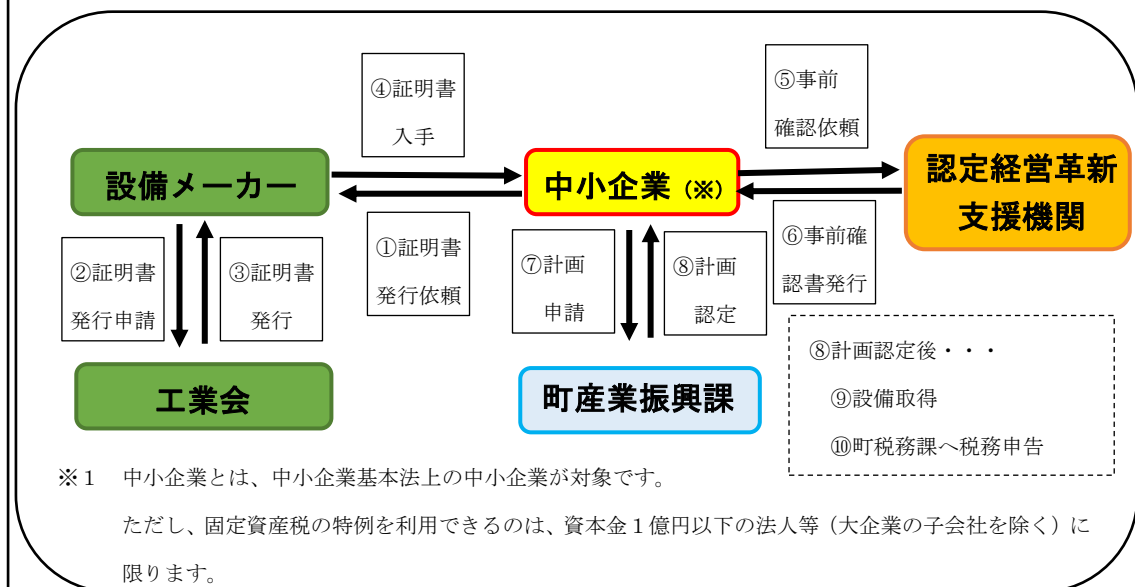 ④証明書
入手
⑤事前
確認依頼
設備メーカー
中小企業（※）
認定経営革新
支援機関
②証明書
発行申請
③証明書
発行
①証明書
発行依頼
⑦計画
申請
⑧計画
認定
⑥事前確
認書発行
工業会
町産業振興課
⑧計画認定後・・・
⑨設備取得
⑩町税務課へ税務申告
※１　中小企業とは、中小企業基本法上の中小企業が対象です。
ただし、固定資産税の特例を利用できるのは、資本金１億円以下の法人等（大企業の子会社を除く）に
限ります。